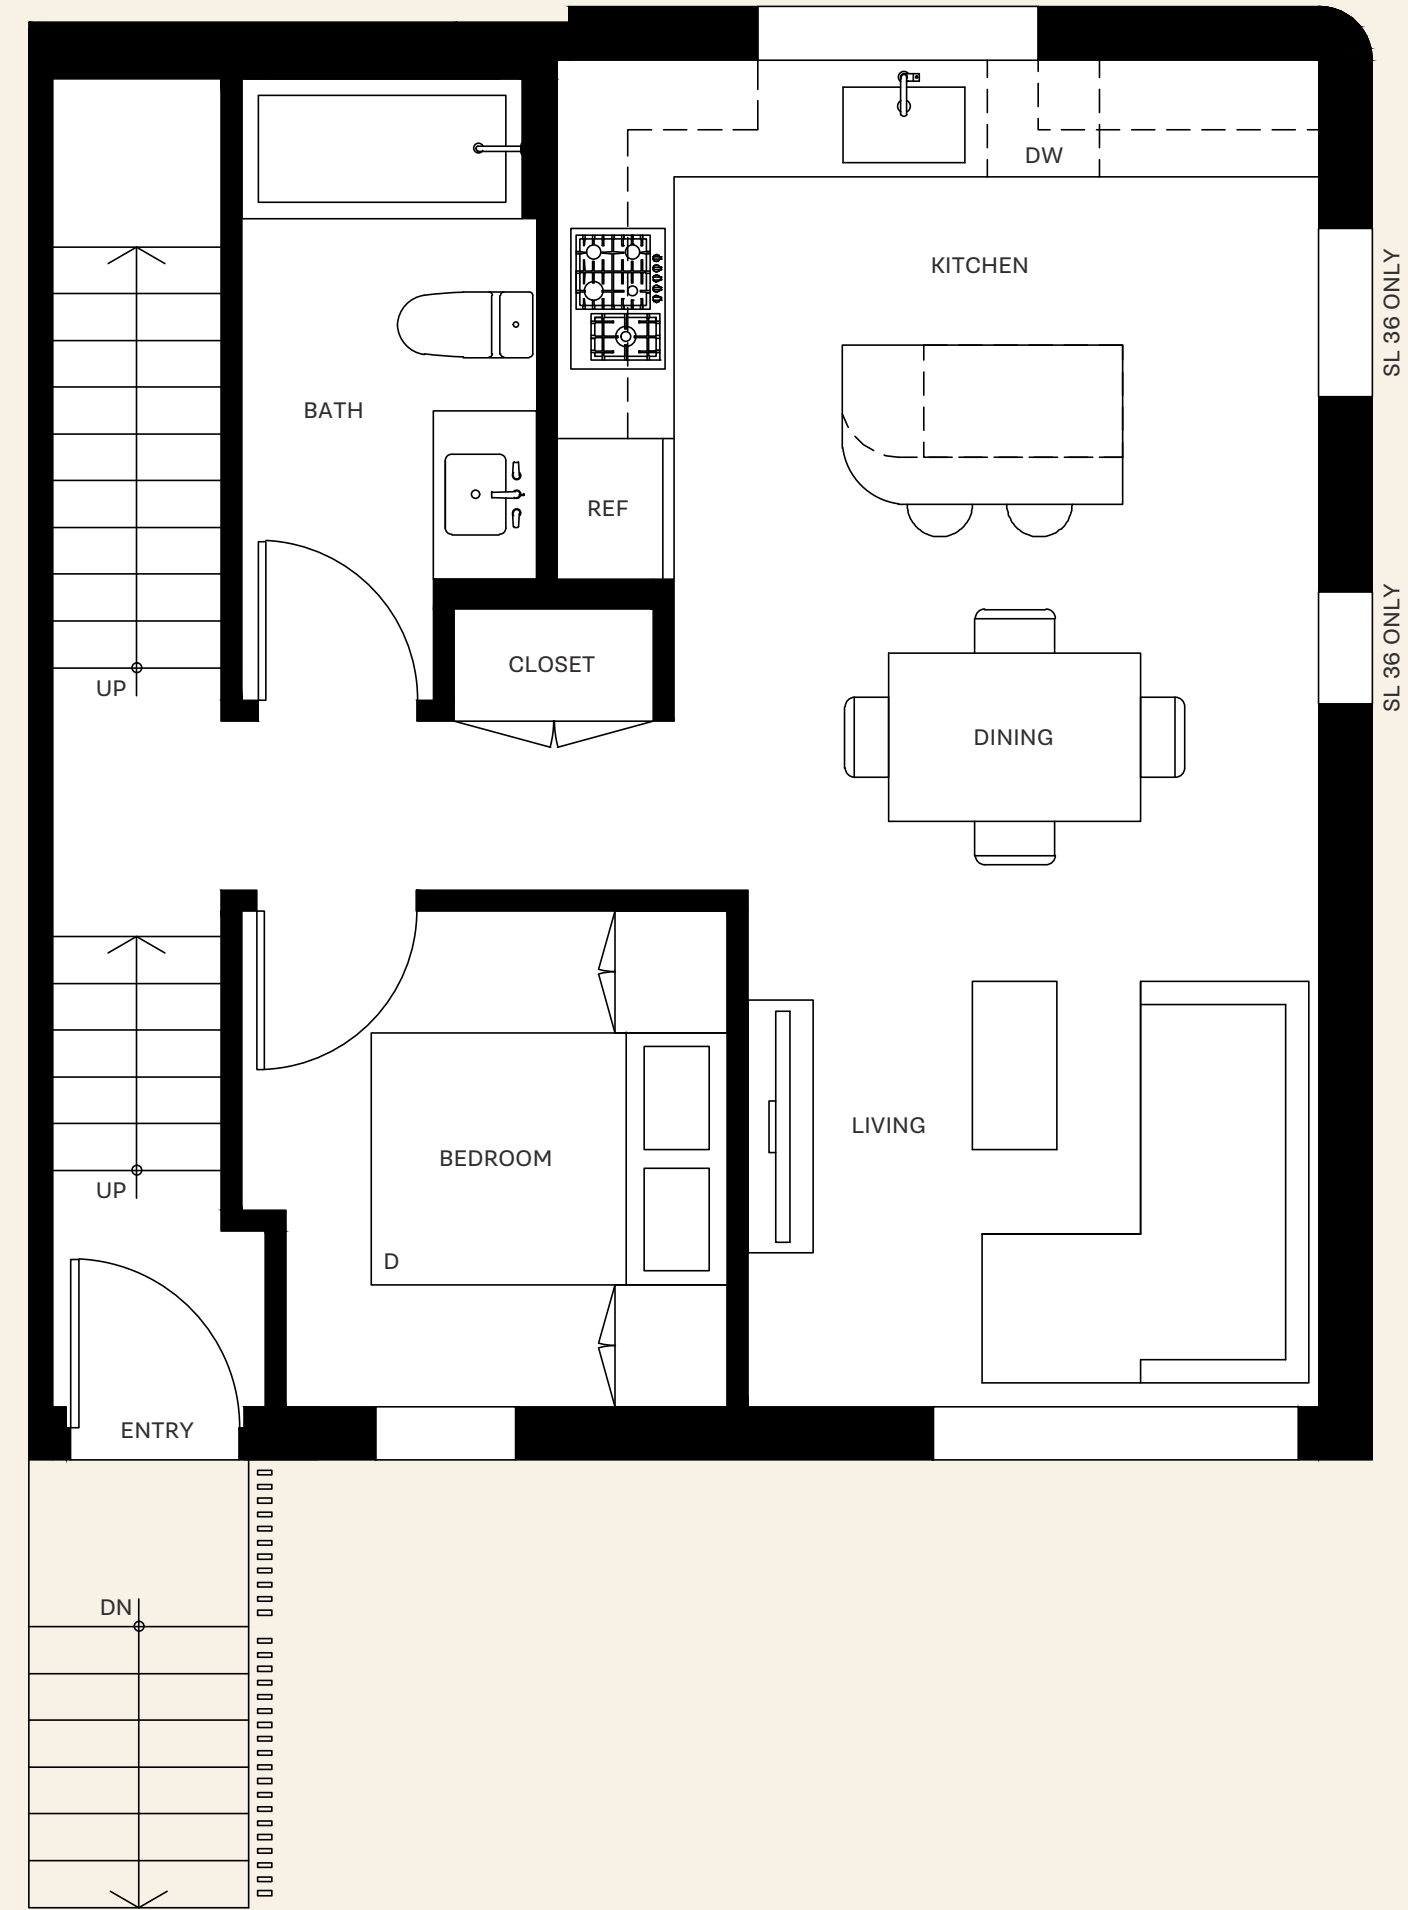 DW
KITCHEN
SL 36 ONLY
BATH
REF
SL 36 ONLY
CLOSET
UP
DINING
LIVING
BEDROOM
UP
D
ENTRY
DN